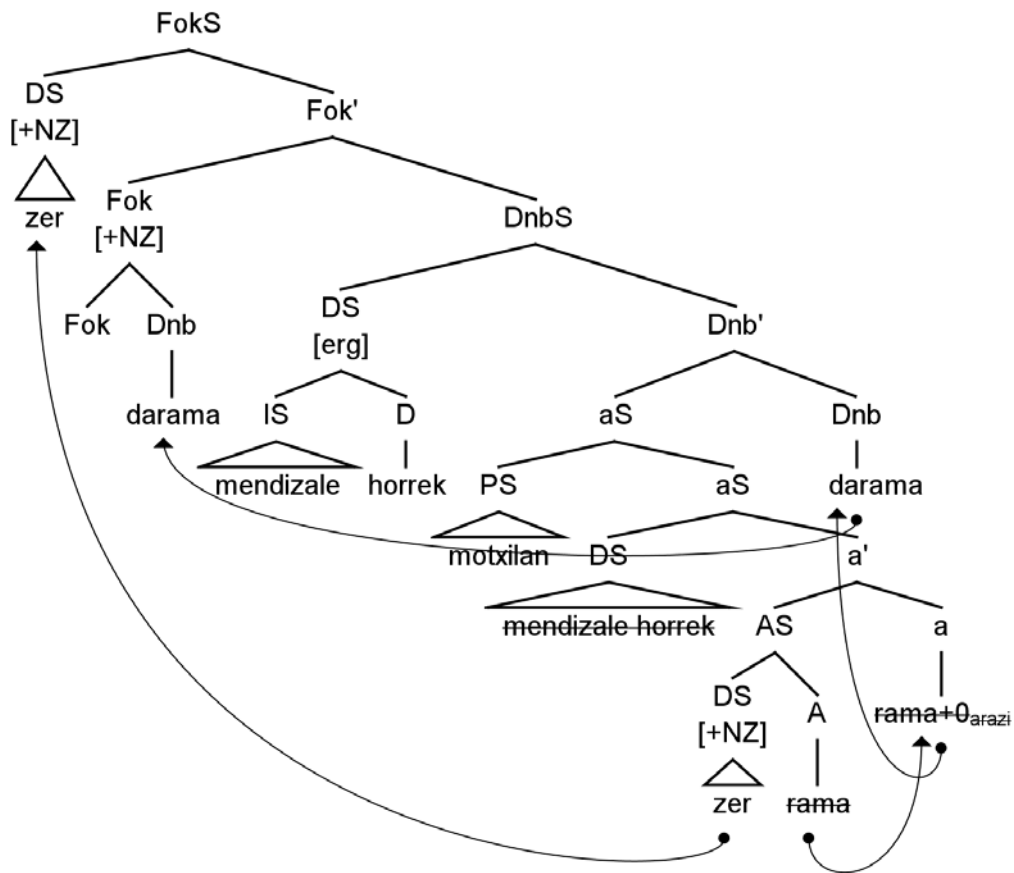 FokS
DS
Fok'
[+NZ]
zer
Fok
[+NZ]
DnbS
Fok
Dnb
DS
[erg]
Dnb'
darama
IS
D
aS
Dnb
mendizale
horrek
PS
aS
darama
motxilan
DS
a'
mendizale horrek
AS
a
DS
[+NZ]
A
rama+0arazi
zer
rama